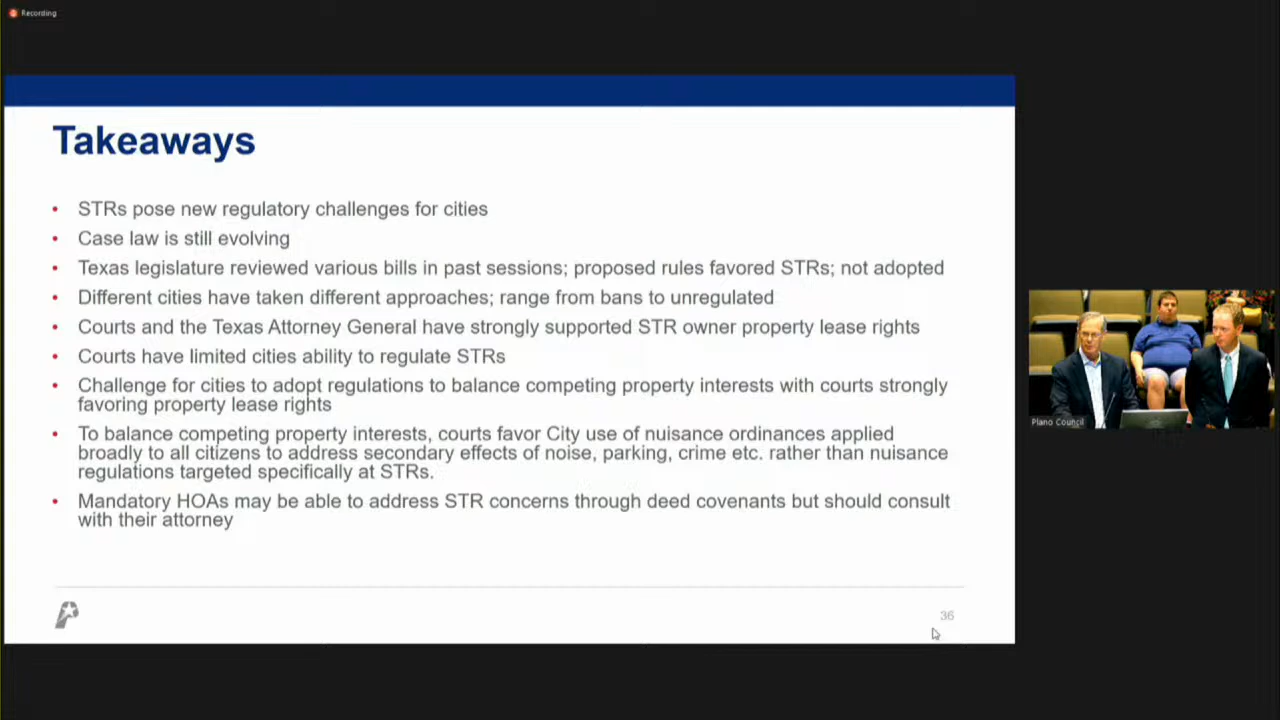 Recording
Takeaways
• STRs pose new regulatory challenges for cities
• Case law is still evolving
• Texas legislature reviewed various bills in past sessions; proposed rules favored STRs; not adopted
• Different cities have taken different approaches; range from bans to unregulated
• Courts and the Texas Attorney General have strongly supported STR owner property lease rights
• Courts have limited cities ability to regulate STRs
• Challenge for cities to adopt regulations to balance competing property interests with courts strongly
favoring property lease rights
• To balance competing property interests, courts favor City use of nuisance ordinances applied
broadly to all citizens to address secondary effects of noise, parking, crime etc. rather than nuisance
regulations targeted specifically at STRs.
• Mandatory HOAs may be able to address STR concerns through deed covenants but should consult
with their attorney
36
Plano Council